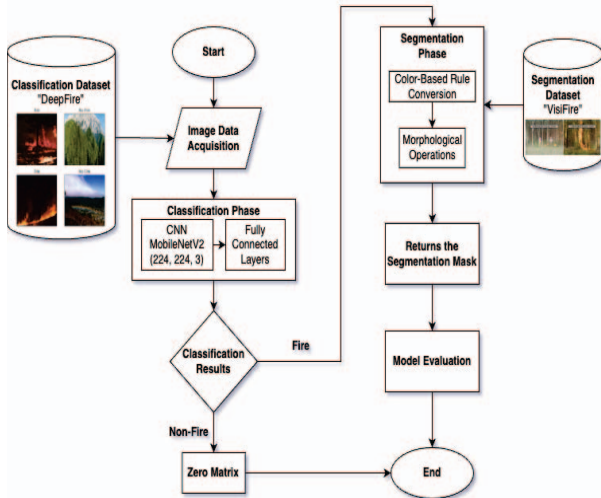 Classification Dataset
"DeepFire"
Start
Image Data
Acquisition
Classification Phase
CNN
MobileNetV2
(224, 224, 3)
Fully
Connected
Layers
Classification
Results
Fire
Non-Fire
Zero Matrix
Segmentation
Phase
Color-Based Rule
Conversion
Morphological
Operations
Segmentation
Dataset
"VisiFire"
Returns the
Segmentation Mask
Model Evaluation
End